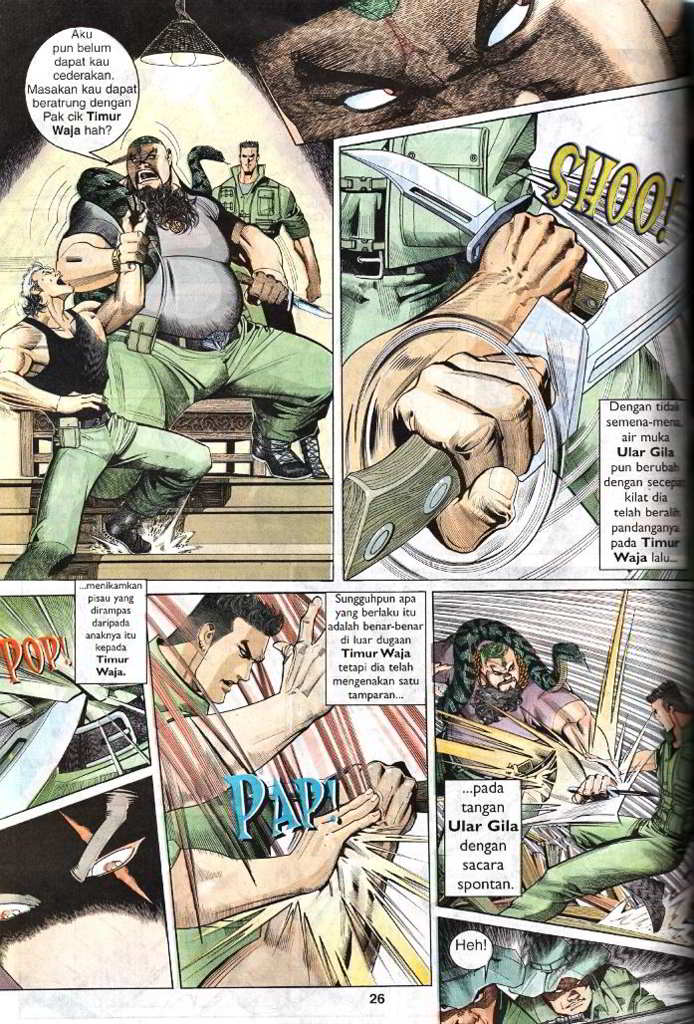 Aku
pun belum
dapat kau
cederakan.
Masakan kau dapat
beratrung dengan
Pak cik Timur
Waja hah?
SHOO!
Dengan tidak
semena-mena,
air muka
Ular Gila
pun berubah
dengan secepat
kilat dia
telah beralih
pandanganya
pada Timur
Waja lalu...
...menikamkan
pisau yang
dirampas
daripada
anaknya itu
kepada
Timur
Waja.
POP!
Sungguhpun apa
yang berlaku itu
adalah benar-benar
di luar dugaan
Timur Waja
tetapi dia telah
mengenakan satu
tamparan...
PAP!
...pada
tangan
Ular Gila
dengan
sacara
spontan.
Heh!
26